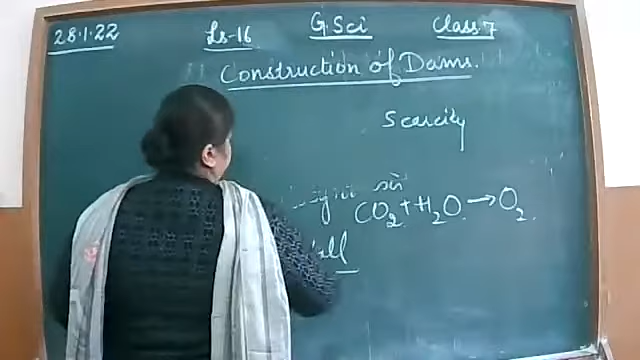 28.1.22 Ls-16 G.Sci Class 7
Construction of Dams.
Scarcity
CO₂ + H₂O → O₂.